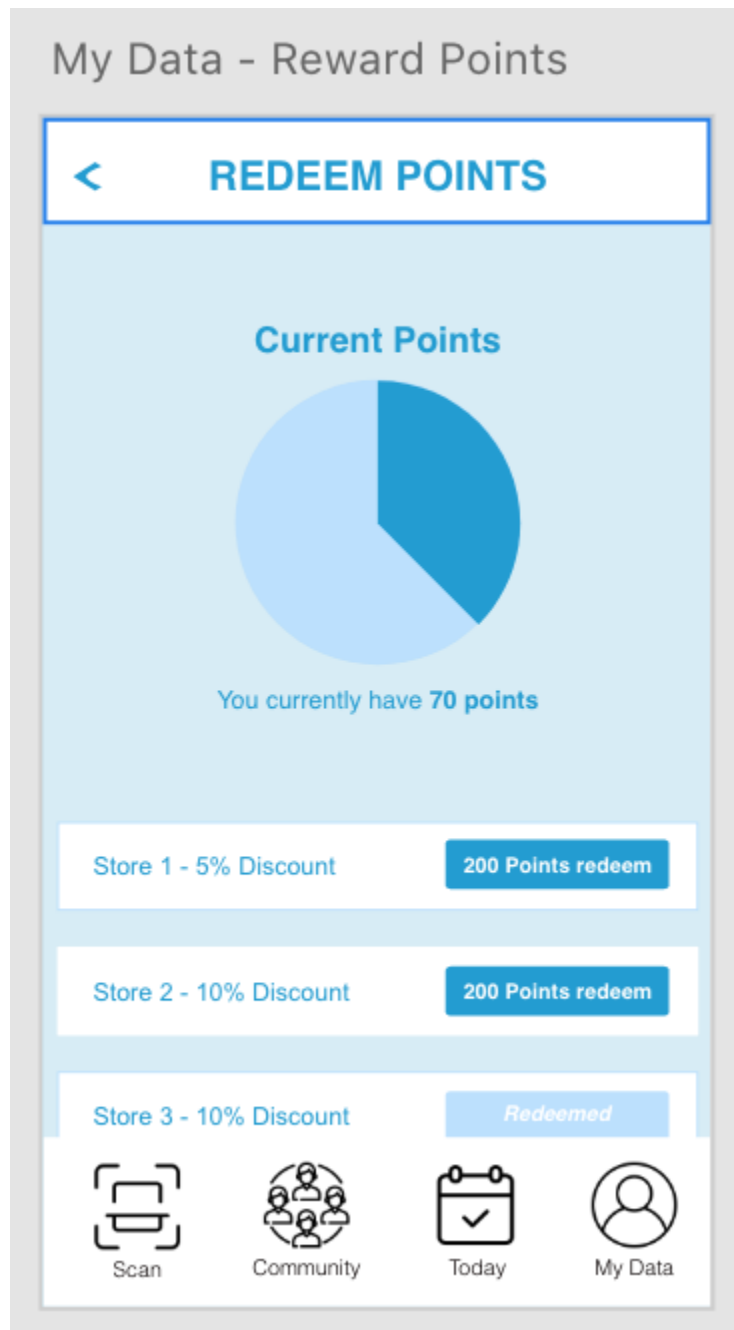 My Data - Reward Points
< REDEEM POINTS
Current Points
You currently have 70 points
Store 1 - 5% Discount 200 Points redeem
Store 2 - 10% Discount 200 Points redeem
Store 3 - 10% Discount Redeemed
Scan Community Today My Data